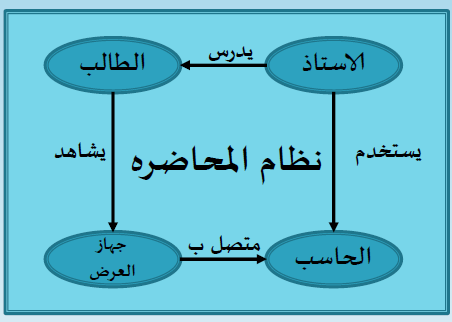 الاستاذ
يدرس
الطالب
يستخدم
نظام المحاضره
يشاهد
الحاسب
متصل ب
جهاز
العرض